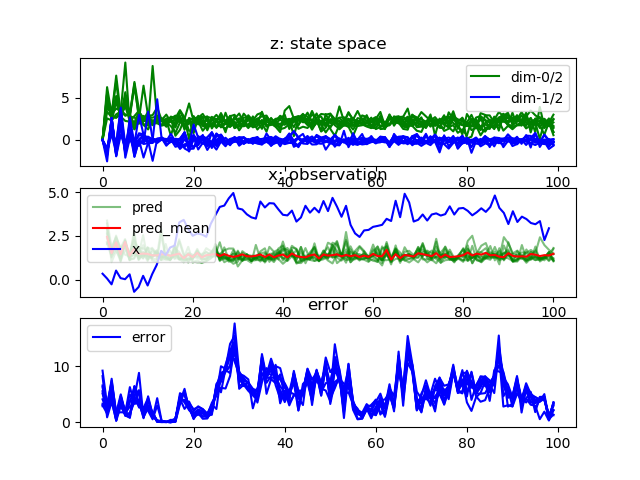 z: state space
dim-0/2
dim-1/2
5
0
0 20 40 60 80 100
x: observation
pred
pred_mean
x
5.0
2.5
0.0
0 20 40 60 80 100
error
error
10
0
0 20 40 60 80 100